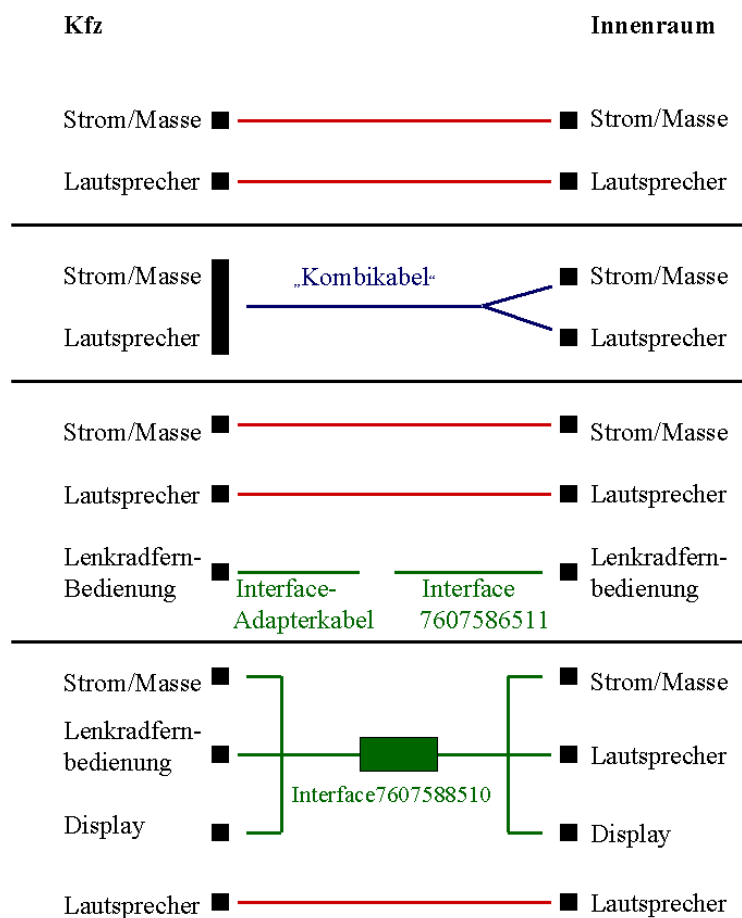 Kfz Innenraum
Strom/Masse Strom/Masse
Lautsprecher Lautsprecher
Strom/Masse „Kombikabel“ Strom/Masse
Lautsprecher Lautsprecher
Strom/Masse Strom/Masse
Lautsprecher Lautsprecher
Lenkradfern- Lenkradfern-
Bedienung Interface- Interface bedienung
Adapterkabel 7607586511
Strom/Masse Strom/Masse
Lenkradfern-
bedienung Lautsprecher
Interface7607588510
Display Display
Lautsprecher Lautsprecher